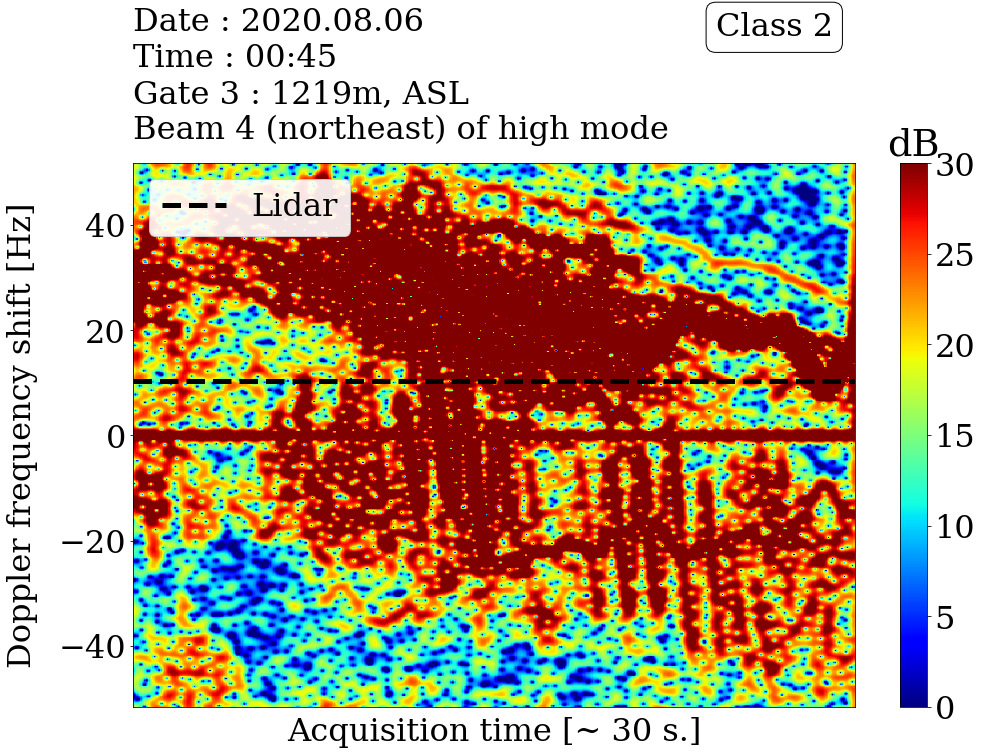 Date : 2020.08.06
Time : 00:45
Gate 3 : 1219m, ASL
Beam 4 (northeast) of high mode
Class 2
dB
Lidar
Doppler frequency shift [Hz]
40
20
0
−20
−40
Acquisition time [~ 30 s.]
30
25
20
15
10
5
0